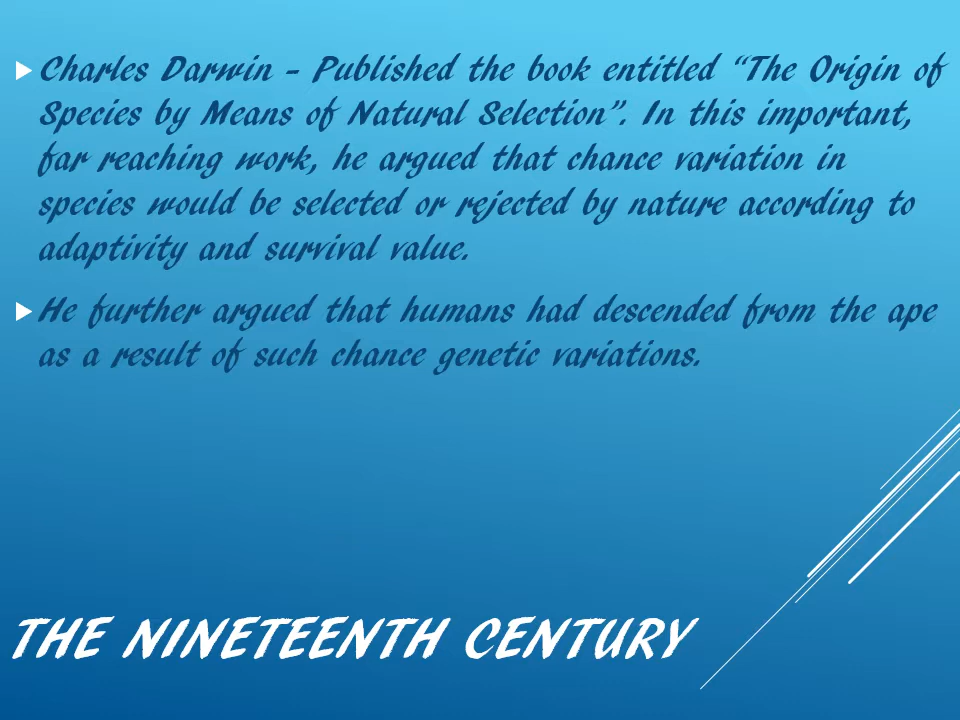 Charles Darwin – Published the book entitled “The Origin of
Species by Means of Natural Selection”. In this important,
far reaching work, he argued that chance variation in
species would be selected or rejected by nature according to
adaptivity and survival value.
He further argued that humans had descended from the ape
as a result of such chance genetic variations.
THE NINETEENTH CENTURY